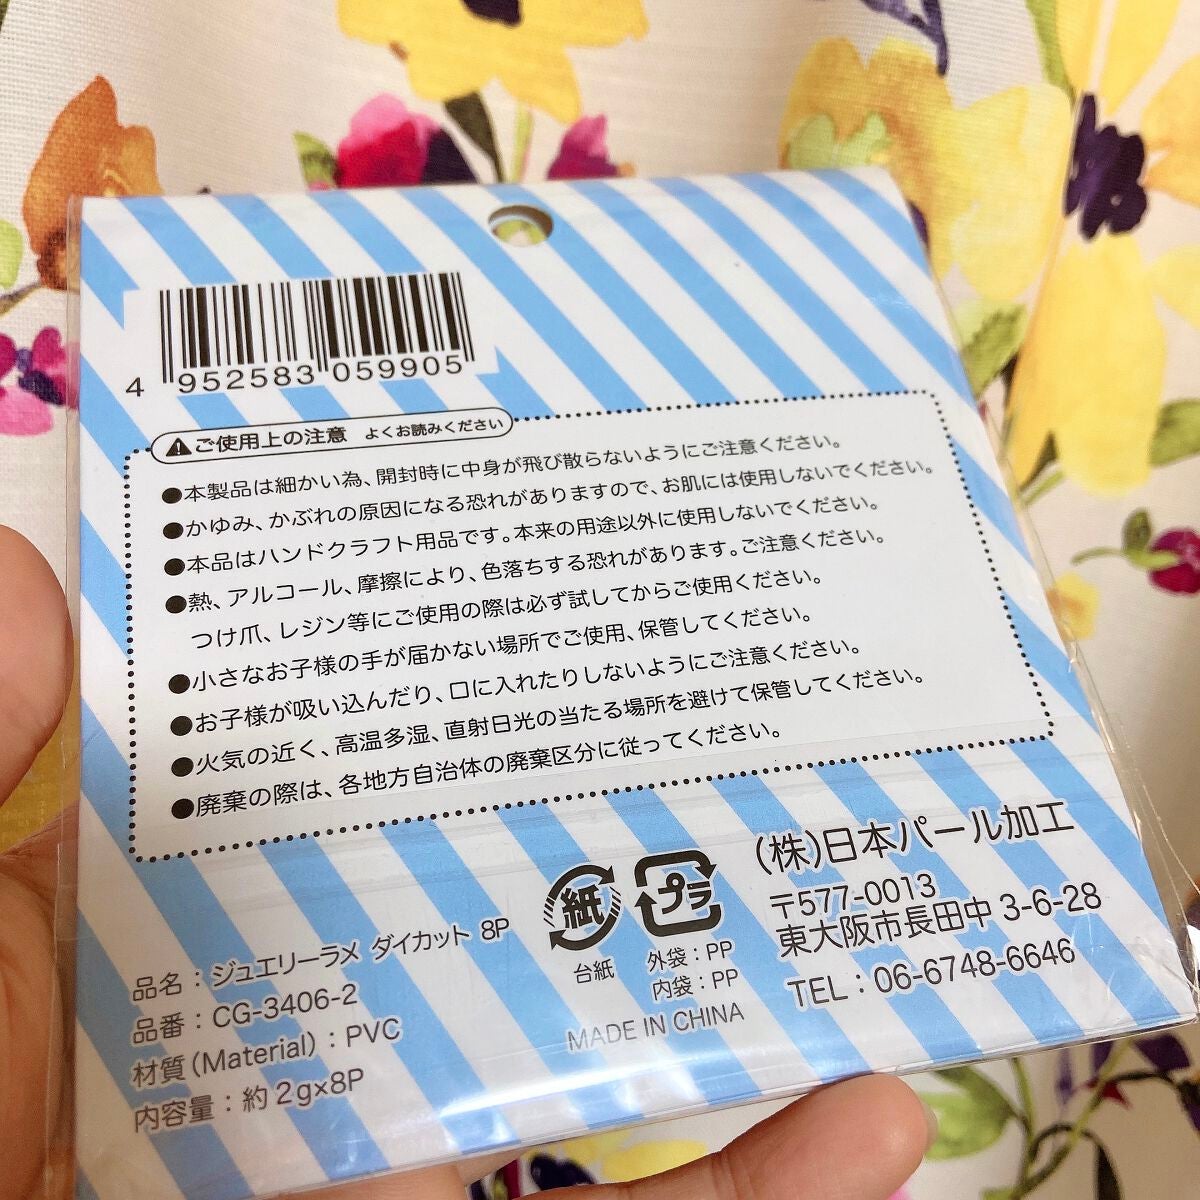 4 952583 059905
⚠ご使用上の注意 よくお読みください
●本製品は細かい為、開封時に中身が飛び散らないようにご注意ください。
●かゆみ、かぶれの原因になる恐れがありますので、お肌には使用しないでください。
●本品はハンドクラフト用品です。本来の用途以外に使用しないでください。
●熱、アルコール、摩擦により、色落ちする恐れがあります。ご注意ください。
つけ爪、レジン等にご使用の際は必ず試してからご使用ください。
●小さなお子様の手が届かない場所でご使用、保管してください。
●お子様が吸い込んだり、口に入れたりしないようにご注意ください。
●火気の近く、高温多湿、直射日光の当たる場所を避けて保管してください。
●廃棄の際は、各地方自治体の廃棄区分に従ってください。
品名：ジュエリーラメ ダイカット 8P
品番：CG-3406-2
材質(Material)：PVC
内容量：約2g×8P
紙
台紙
プラ
外袋：PP
内袋：PP
MADE IN CHINA
(株)日本パール加工
〒577-0013
東大阪市長田中3-6-28
TEL：06-6748-6646